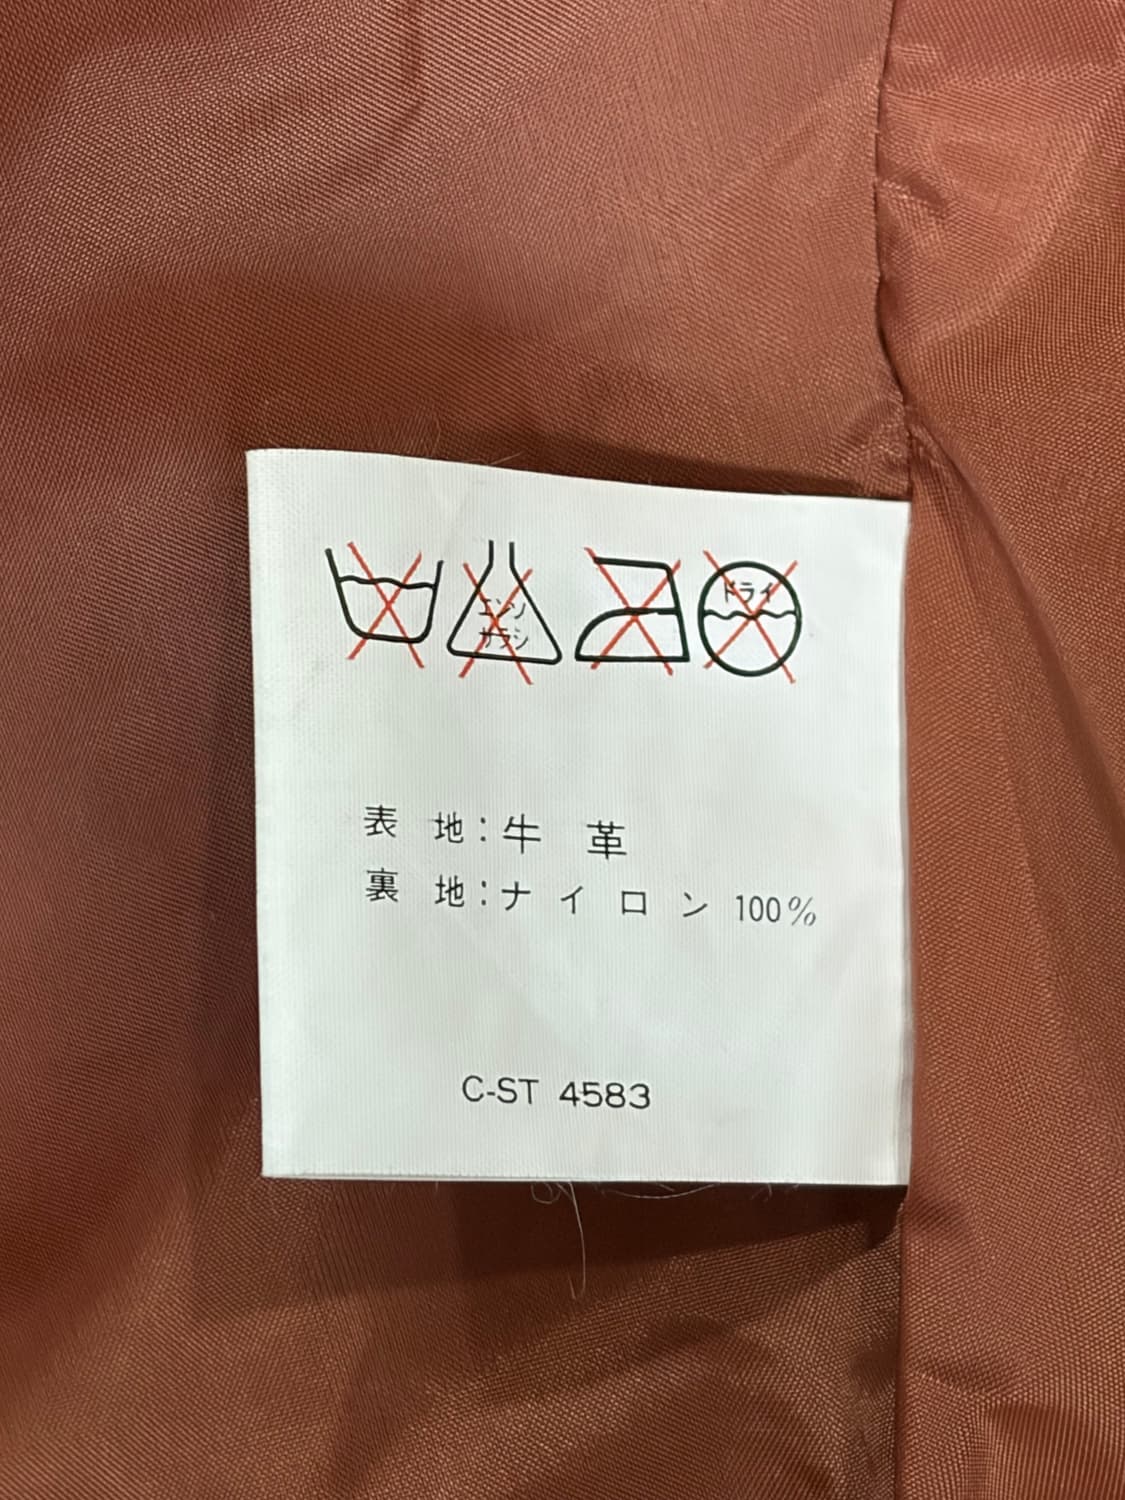 エンソ ドライ
サラシ
表 地：牛 革
裏 地：ナ イ ロ ン 100%
C-ST 4583